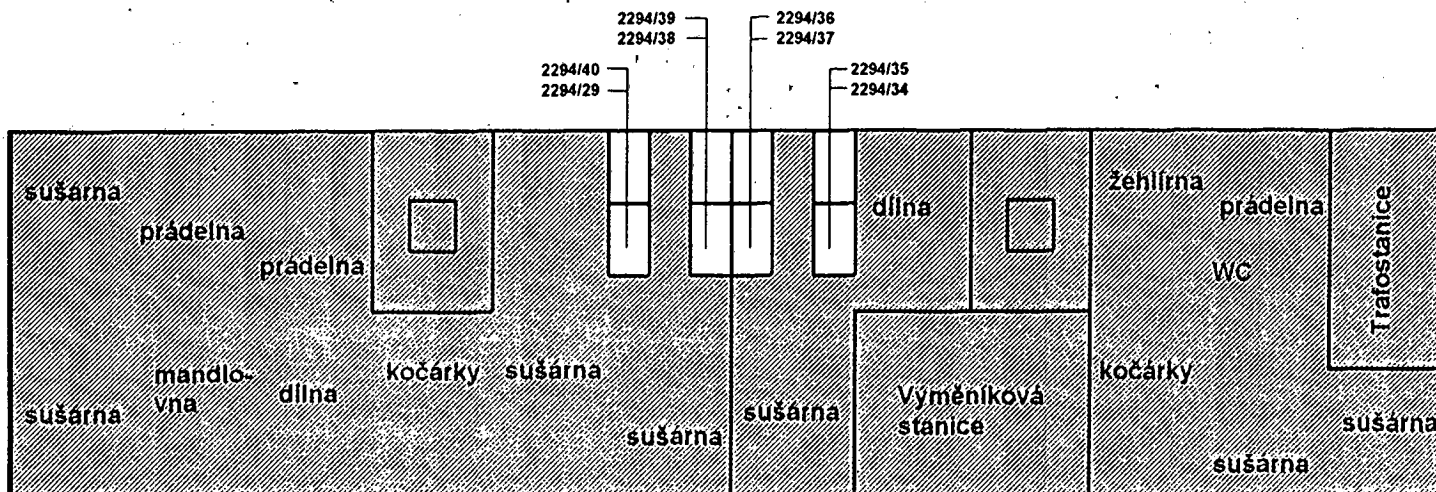 2294/39
2294/38
2294/36
2294/37
2294/40
2294/29
2294/35
2294/34
sušárna
prádelna
prádelna
dílna
žehlírna
prádelna
WC
Trafostanice
mandlo-
vna
sušárna
dílna
kočárky
sušárna
sušárna
sušárna
Výměníková
stanice
kočárky
sušárna
sušárna